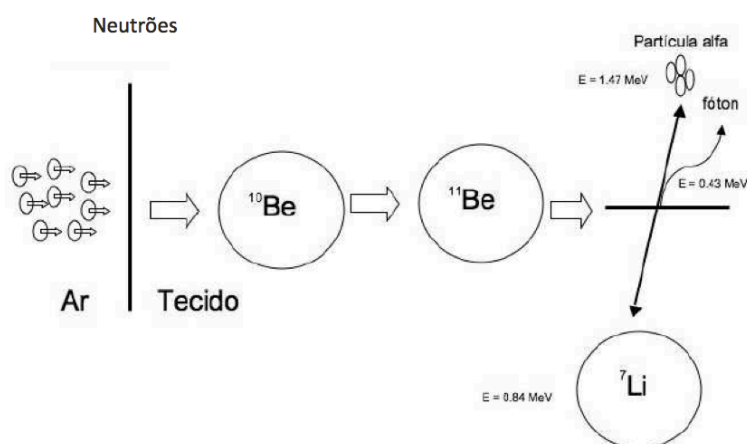 Neutrões
Partícula alfa
E = 1.47 MeV
fóton
E = 0.43 MeV
¹⁰Be
¹¹Be
Ar
Tecido
⁷Li
E = 0.84 MeV